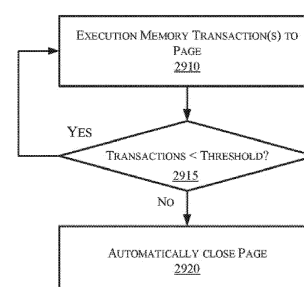 EXECUTION MEMORY TRANSACTION(S) TO
PAGE
2910
YES
TRANSACTIONS < THRESHOLD?
2915
NO
AUTOMATICALLY CLOSE PAGE
2920